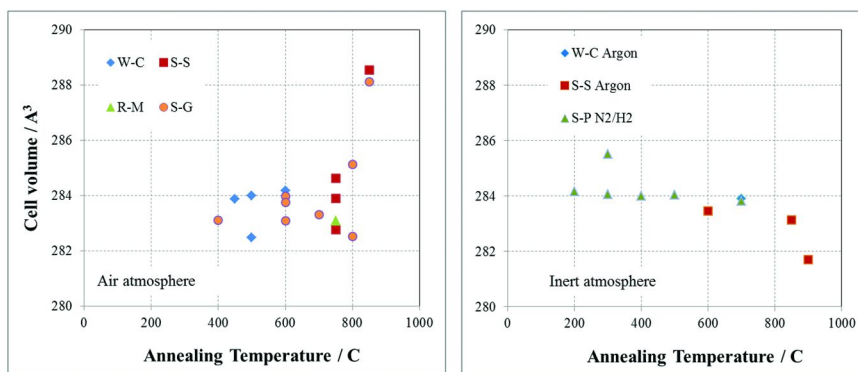 290
288
286
284
282
280
Cell volume / A³
W-C
S-S
R-M
S-G
Air atmosphere
0
200
400
600
800
1000
Annealing Temperature / C
290
288
286
284
282
280
W-C Argon
S-S Argon
S-P N2/H2
Inert atmosphere
0
200
400
600
800
1000
Annealing Temperature / C